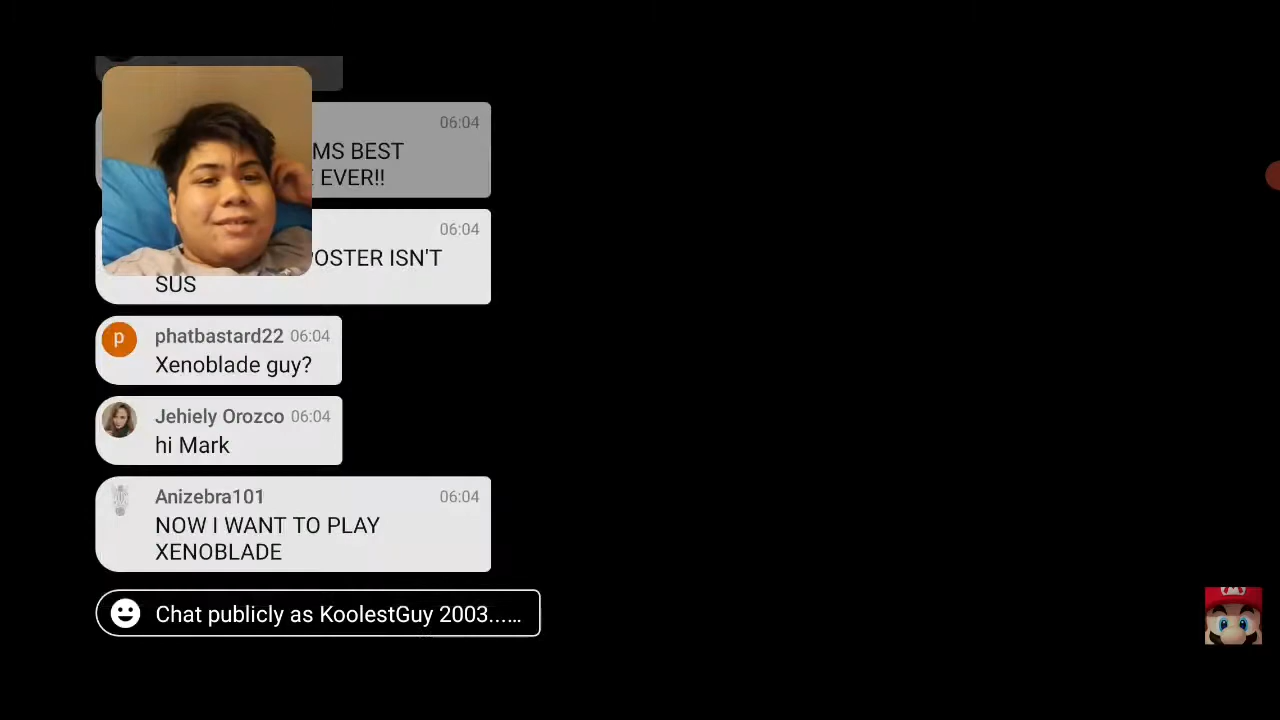 06:04
MS BEST
EVER!!
06:04
OSTER ISN'T
SUS
p
phatbastard22 06:04
Xenoblade guy?
Jehiely Orozco 06:04
hi Mark
Anizebra101 06:04
NOW I WANT TO PLAY
XENOBLADE
Chat publicly as KoolestGuy 2003......
M